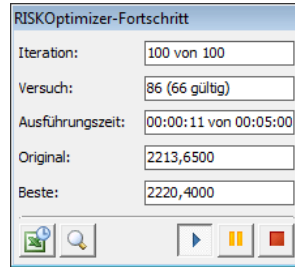 RISKOptimizer-Fortschritt
Iteration: 100 von 100
Versuch: 86 (66 gültig)
Ausführungszeit: 00:00:11 von 00:05:00
Original: 2213,6500
Beste: 2220,4000